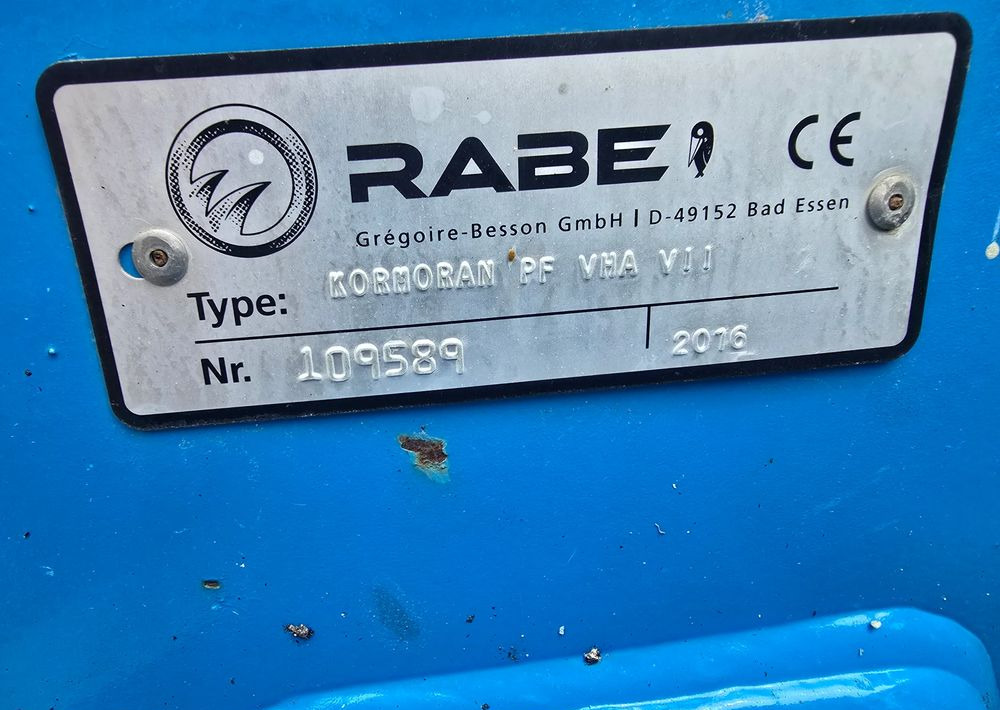 RABE CE
Grégoire-Besson GmbH | D-49152 Bad Essen
Type: KORMORAN PF VHA VII
Nr. 109589 2016